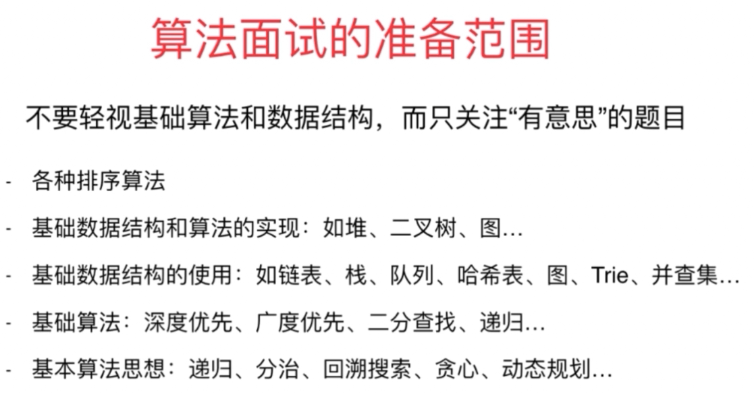 算法面试的准备范围
不要轻视基础算法和数据结构，而只关注“有意思”的题目
- 各种排序算法
- 基础数据结构和算法的实现：如堆、二叉树、图...
- 基础数据结构的使用：如链表、栈、队列、哈希表、图、Trie、并查集...
- 基础算法：深度优先、广度优先、二分查找、递归...
- 基本算法思想：递归、分治、回溯搜索、贪心、动态规划...